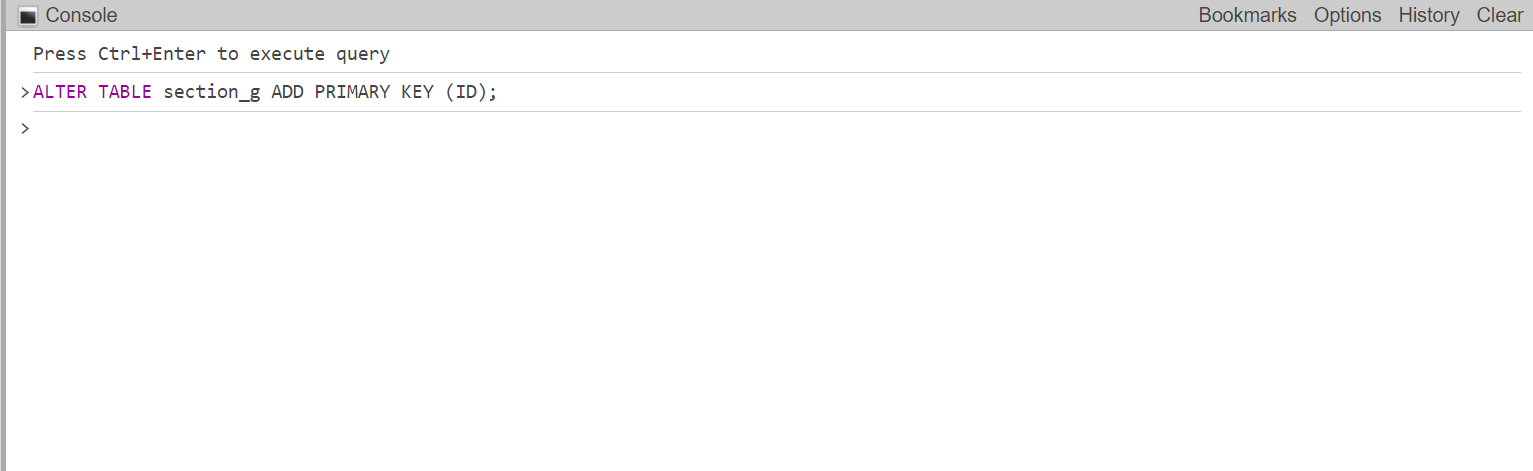 Console Bookmarks Options History Clear
Press Ctrl+Enter to execute query
>ALTER TABLE section_g ADD PRIMARY KEY (ID);
>